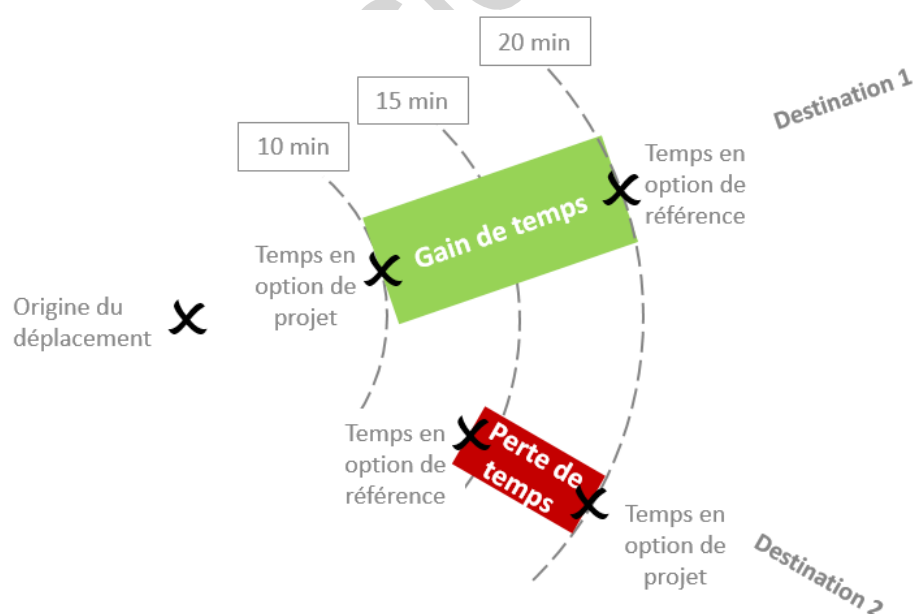 20 min
15 min
10 min
Destination 1
Temps en
option de
référence
Gain de temps
Temps en
option de
projet
Origine du
déplacement
Temps en
option de
référence
Perte de
temps
Temps en
option de
projet
Destination 2